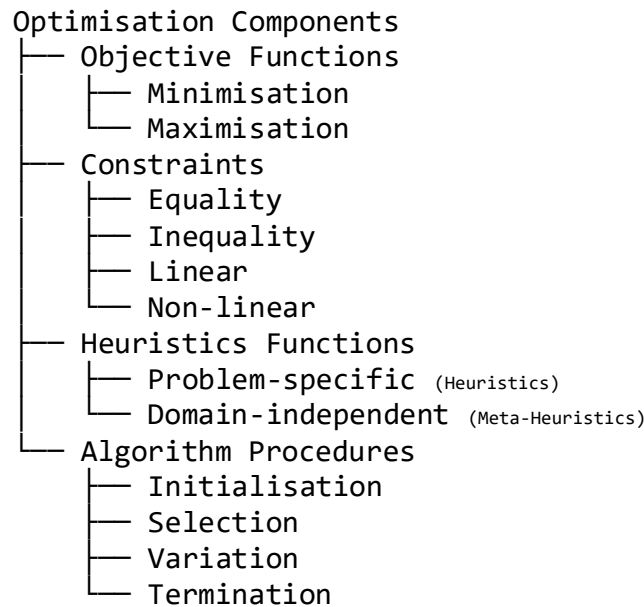 Optimisation Components
├── Objective Functions
│   ├── Minimisation
│   └── Maximisation
├── Constraints
│   ├── Equality
│   ├── Inequality
│   ├── Linear
│   └── Non-linear
├── Heuristics Functions
│   ├── Problem-specific (Heuristics)
│   └── Domain-independent (Meta-Heuristics)
└── Algorithm Procedures
    ├── Initialisation
    ├── Selection
    ├── Variation
    └── Termination